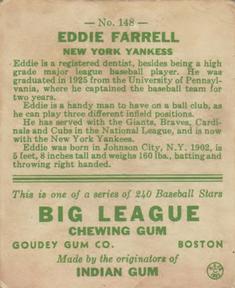 — No. 148 —
EDDIE FARRELL
NEW YORK YANKESS
Eddie is a registered dentist, besides being a high
grade major league baseball player. He was
graduated in 1925 from the University of Pennsyl-
vania, where he captained the baseball team for
two years.
Eddie is a handy man to have on a ball club, as
he can play three different infield positions.
He has served with the Giants, Braves, Cardi-
nals and Cubs in the National League, and is now
with the New York Yankees.
Eddie was born in Johnson City, N.Y. 1902, is
5 feet, 8 inches tall and weighs 160 lbs., batting and
throwing right handed.
This is one of a series of 240 Baseball Stars
BIG LEAGUE
CHEWING GUM
GOUDEY GUM CO. BOSTON
Made by the originators of
INDIAN GUM